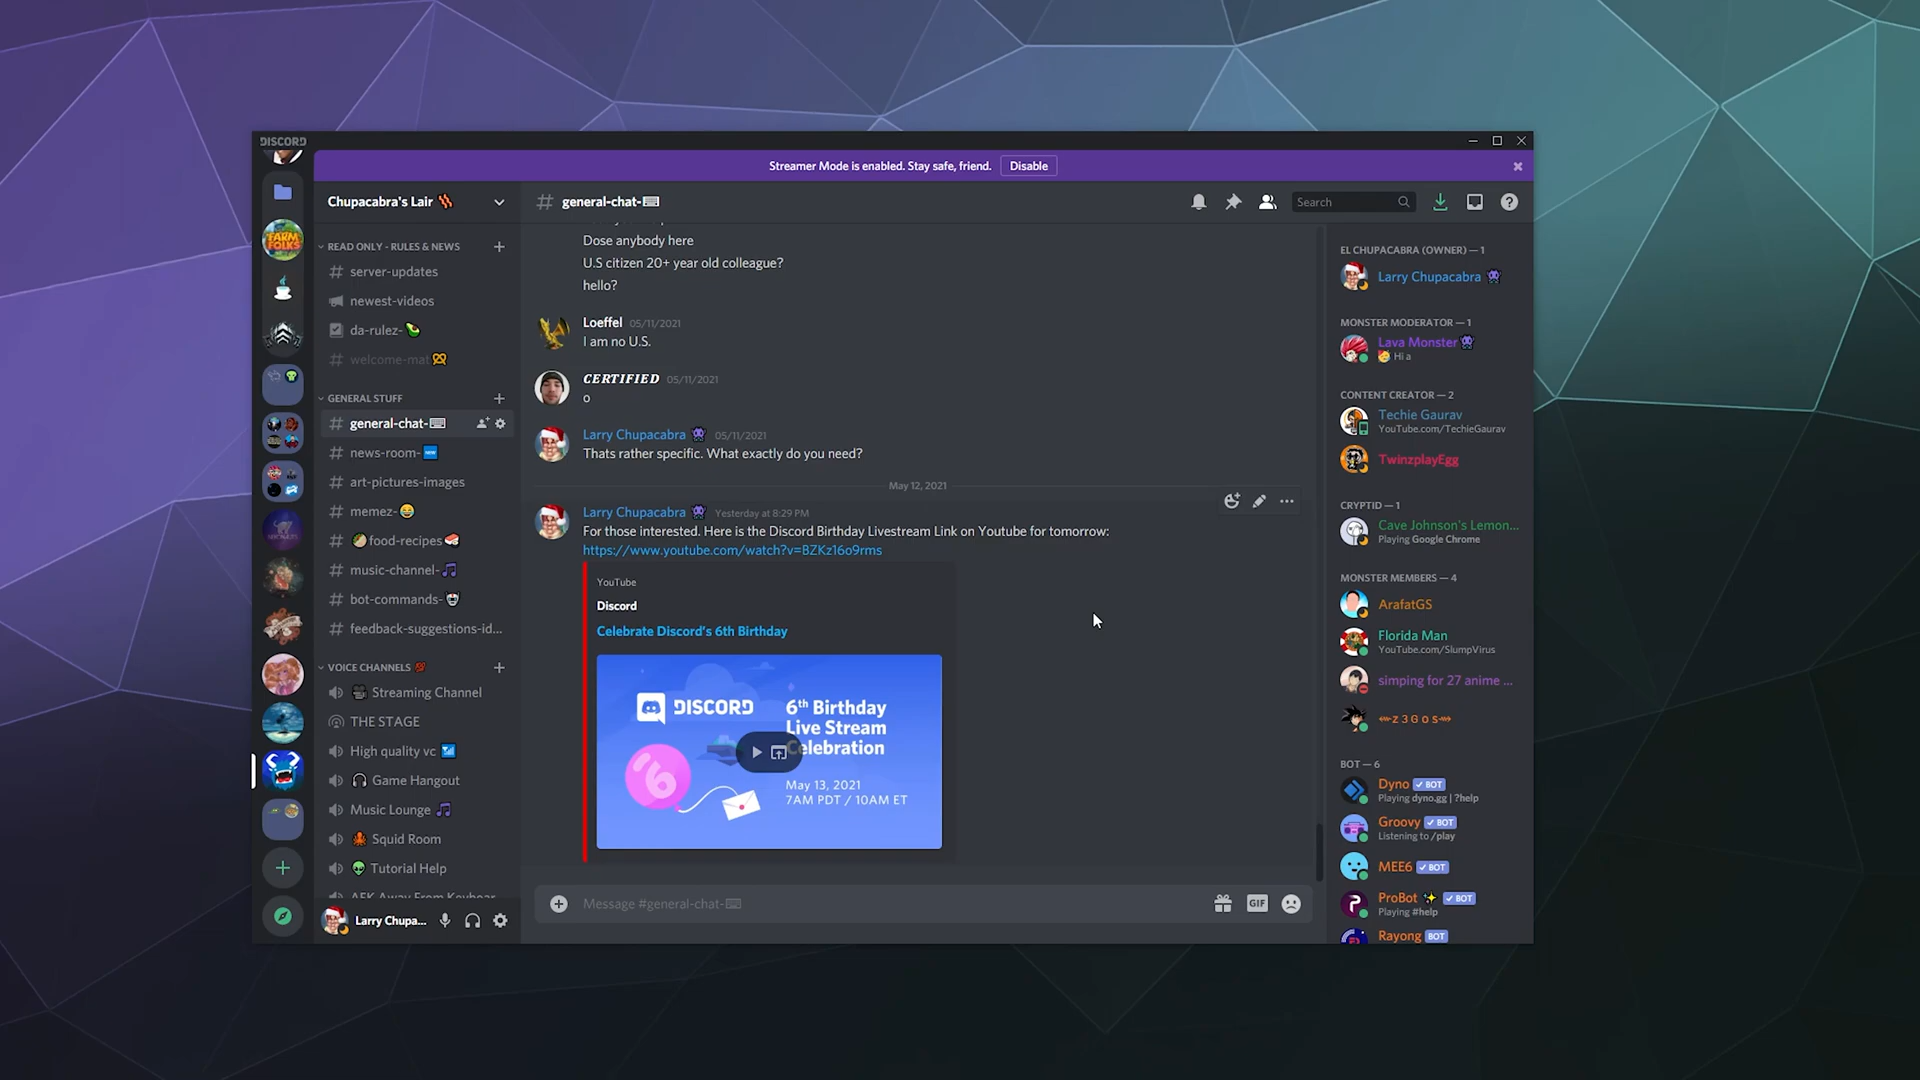 DISCORD
Streamer Mode is enabled. Stay safe, friend.
Disable
Chupacabra's Lair
general-chat-
Search
READ ONLY - RULES & NEWS
server-updates
newest-videos
da-rulez-
welcome-mat
GENERAL STUFF
general-chat-
news-room-
art-pictures-images
memez-
food-recipes
music-channel-
bot-commands-
feedback-suggestions-id...
VOICE CHANNELS
Streaming Channel
THE STAGE
High quality vc
Game Hangout
Music Lounge
Squid Room
Tutorial Help
AFK Away From Keyboar
Larry Chupa...
Dose anybody here
U.S citizen 20+ year old colleague?
hello?
Loeffel 05/11/2021
I am no U.S.
CERTIFIED 05/11/2021
o
Larry Chupacabra 05/11/2021
Thats rather specific. What exactly do you need?
May 12, 2021
Larry Chupacabra Yesterday at 8:29 PM
For those interested. Here is the Discord Birthday Livestream Link on Youtube for tomorrow:
https://www.youtube.com/watch?v=BZKz16o9rms
YouTube
Discord
Celebrate Discord's 6th Birthday
DISCORD
6th Birthday
Live Stream
Celebration
May 13, 2021
7AM PDT / 10AM ET
Message #general-chat-
GIF
EL CHUPACABRA (OWNER) — 1
Larry Chupacabra
MONSTER MODERATOR — 1
Lava Monster
Hi a
CONTENT CREATOR — 2
Techie Gaurav
YouTube.com/TechieGaurav
TwinzplayEgg
CRYPTID — 1
Cave Johnson's Lemon...
Playing Google Chrome
MONSTER MEMBERS — 4
ArafatGS
Florida Man
YouTube.com/SlumpVirus
simping for 27 anime ...
z 3 G o s
BOT — 6
Dyno BOT
Playing dyno.gg | ?help
Groovy BOT
Listening to /play
MEE6 BOT
ProBot BOT
Playing #help
Rayong BOT